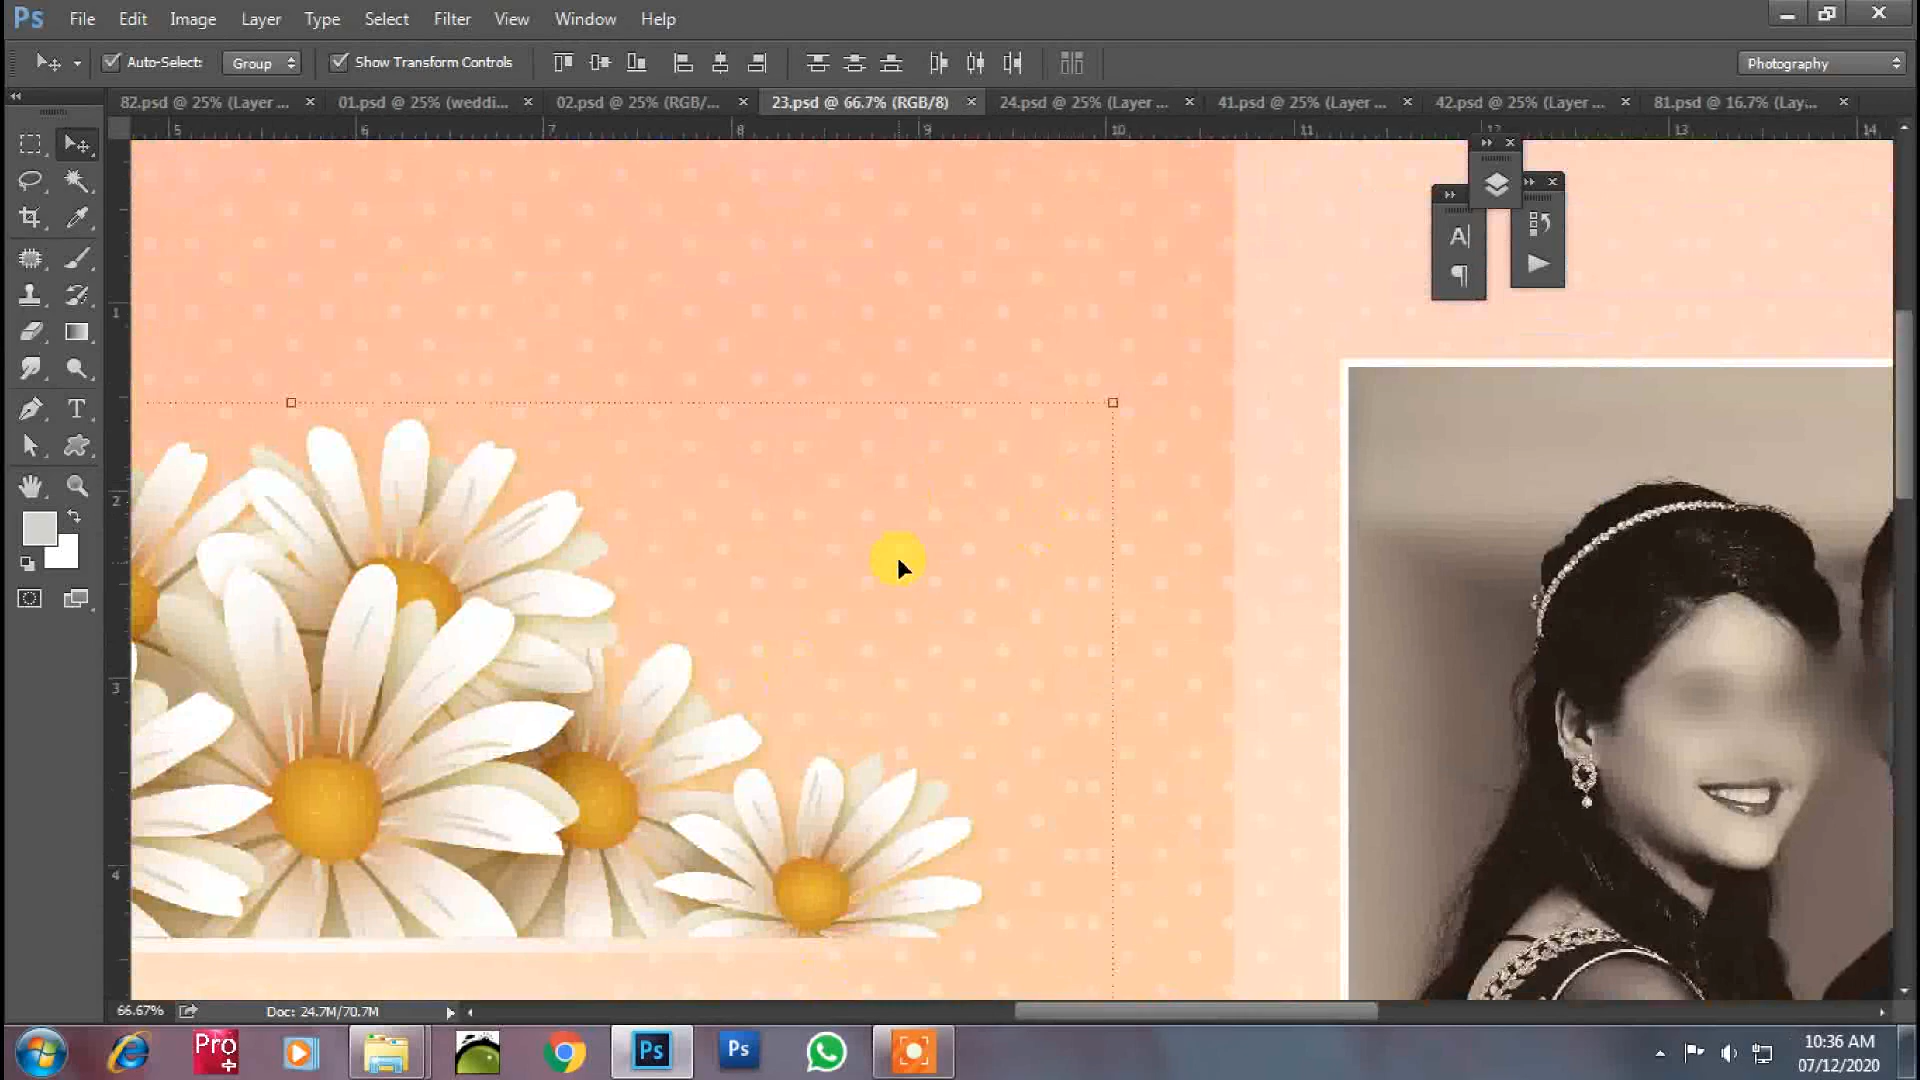 Ps File Edit Image Layer Type Select Filter View Window Help
Auto-Select: Group Show Transform Controls Photography
82.psd @ 25% (Layer ... 01.psd @ 25% (weddi... 02.psd @ 25% (RGB/... 23.psd @ 66.7% (RGB/8) 24.psd @ 25% (Layer ... 41.psd @ 25% (Layer ... 42.psd @ 25% (Layer ... 81.psd @ 16.7% (Lay...
5 6 7 8 9 10 11 12 13 14
1
2
3
4
66.67% Doc: 24.7M/70.7M
Pro Ps Ps
10:36 AM
07/12/2020